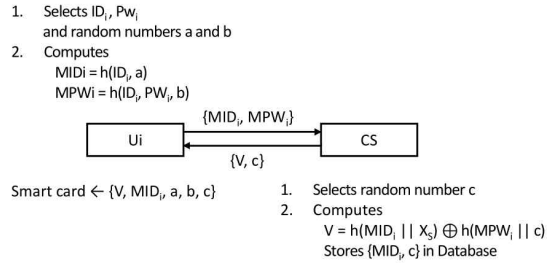 1. Selects IDᵢ, Pwᵢ
and random numbers a and b
2. Computes
MIDi = h(IDᵢ, a)
MPWi = h(IDᵢ, PWᵢ, b)
{MIDᵢ, MPWᵢ}
Ui
CS
{V, c}
Smart card ← {V, MIDᵢ, a, b, c}
1. Selects random number c
2. Computes
V = h(MIDᵢ || Xₛ) ⊕ h(MPWᵢ || c)
Stores {MIDᵢ, c} in Database